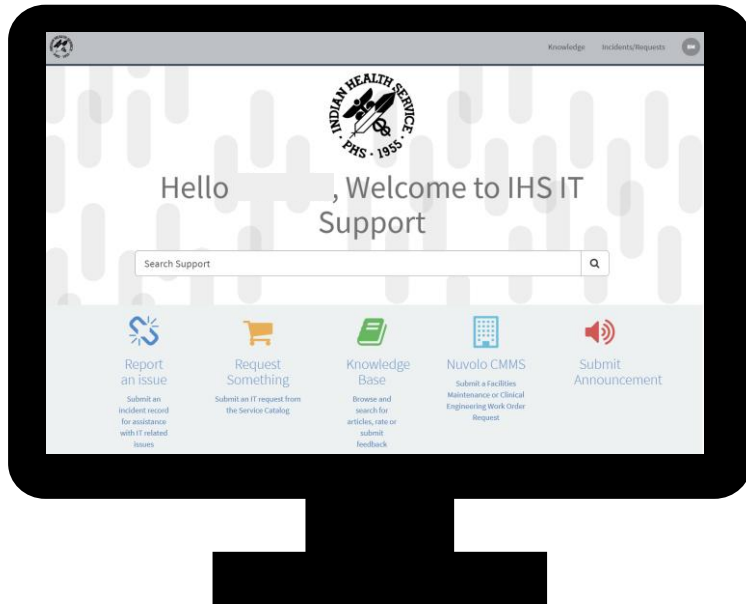 Knowledge Incidents/Requests
INDIAN HEALTH SERVICE
PHS · 1955
Hello , Welcome to IHS IT
Support
Search Support
Report
an issue
Submit an
incident record
for assistance
with IT related
issues
Request
Something
Submit an IT request from
the Service Catalog
Knowledge
Base
Browse and
search for
articles, rate or
submit
feedback
Nuvolo CMMS
Submit a Facilities
Maintenance or Clinical
Engineering Work Order
Request
Submit
Announcement